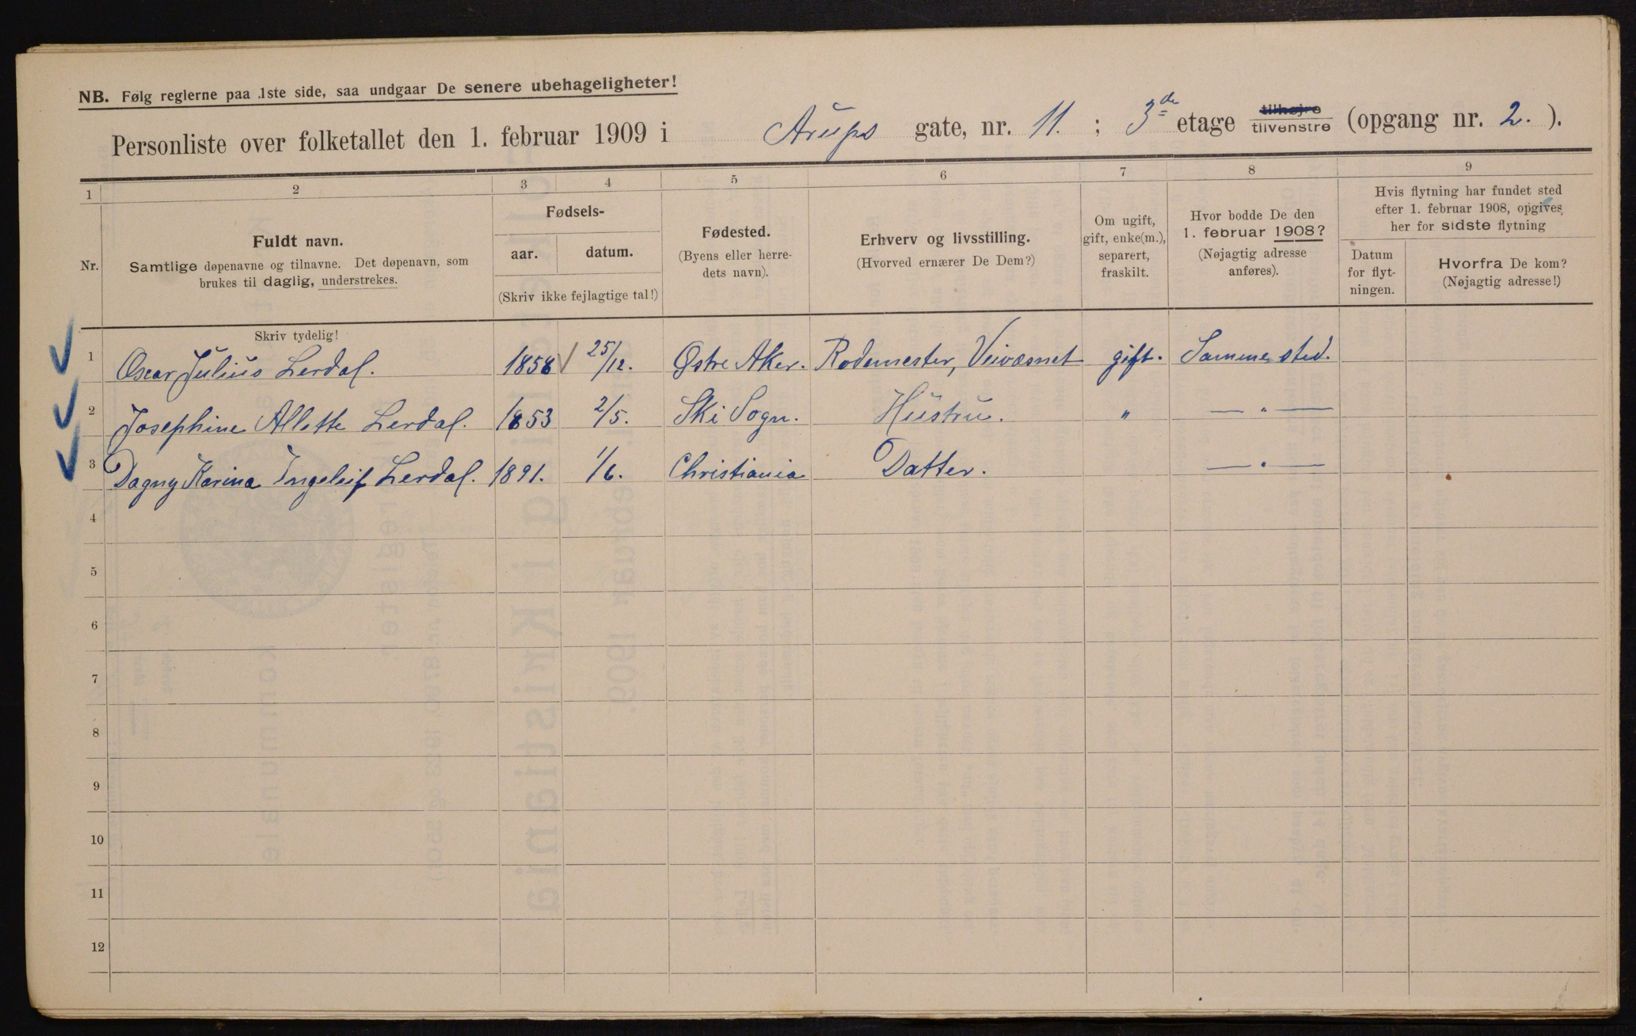 NB. Følg reglerne paa 1ste side, saa undgaar De senere ubehageligheter!
Personliste over folketallet den 1. februar 1909 i Arups gate, nr. 11. ; 3de etage tilhøjre tilvenstre (opgang nr. 2. ).
1 2 3 4 5 6 7 8 9
Nr.
Fuldt navn.
Samtlige døpenavne og tilnavne. Det døpenavn, som
brukes til daglig, understrekes.
Fødsels-
aar. datum.
(Skriv ikke fejlagtige tal!)
Fødested.
(Byens eller herre-
dets navn).
Erhverv og livsstilling.
(Hvorved ernærer De Dem?)
Om ugift,
gift, enke(m.),
separert,
fraskilt.
Hvor bodde De den
1. februar 1908?
(Nøjagtig adresse
anføres).
Hvis flytning har fundet sted
efter 1. februar 1908, opgives
her for sidste flytning
Datum
for flyt-
ningen.
Hvorfra De kom?
(Nøjagtig adresse!)
Skriv tydelig!
1 Oscar Julius Lerdal. 1858 25/12. Østre Aker. Rodemester, Veivæsnet gift. Samme sted.
2 Josephine Allette Lerdal. 1853 2/5. Ski Sogn. Hustru. " — " —
3 Dagny Karina Ingeleif Lerdal. 1891. 1/6. Christiania Datter. — " —
4
5
6
7
8
9
10
11
12